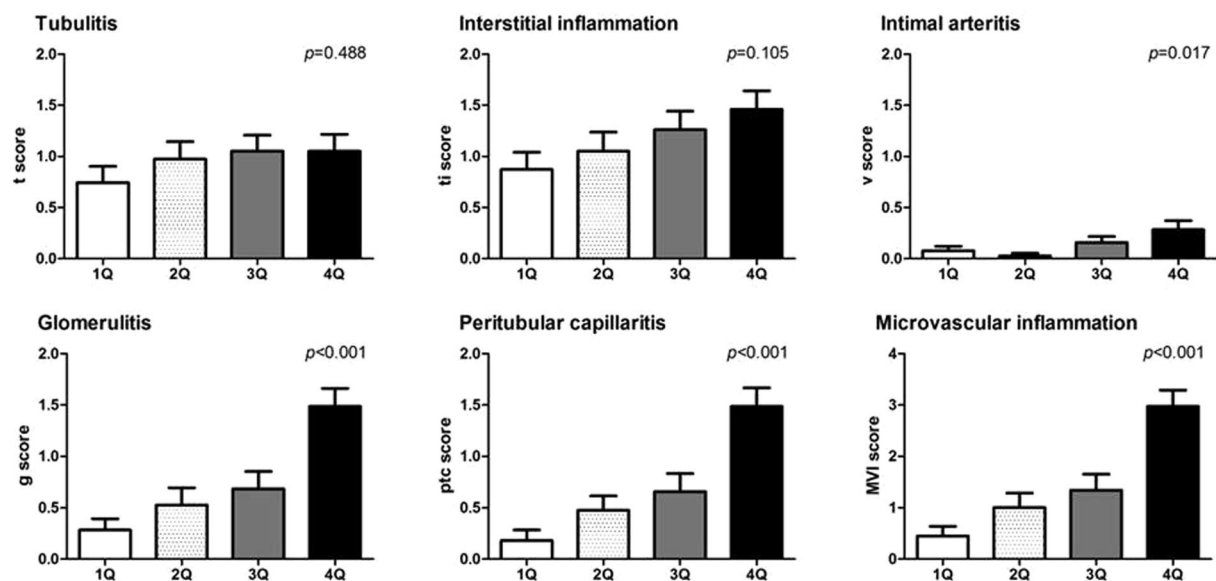 Tubulitis
p=0.488
t score
2.0
1.5
1.0
0.5
0.0
1Q 2Q 3Q 4Q
Interstitial inflammation
p=0.105
ti score
2.0
1.5
1.0
0.5
0.0
1Q 2Q 3Q 4Q
Intimal arteritis
p=0.017
v score
2.0
1.5
1.0
0.5
0.0
1Q 2Q 3Q 4Q
Glomerulitis
p<0.001
g score
2.0
1.5
1.0
0.5
0.0
1Q 2Q 3Q 4Q
Peritubular capillaritis
p<0.001
ptc score
2.0
1.5
1.0
0.5
0.0
1Q 2Q 3Q 4Q
Microvascular inflammation
p<0.001
MVI score
4
3
2
1
0
1Q 2Q 3Q 4Q